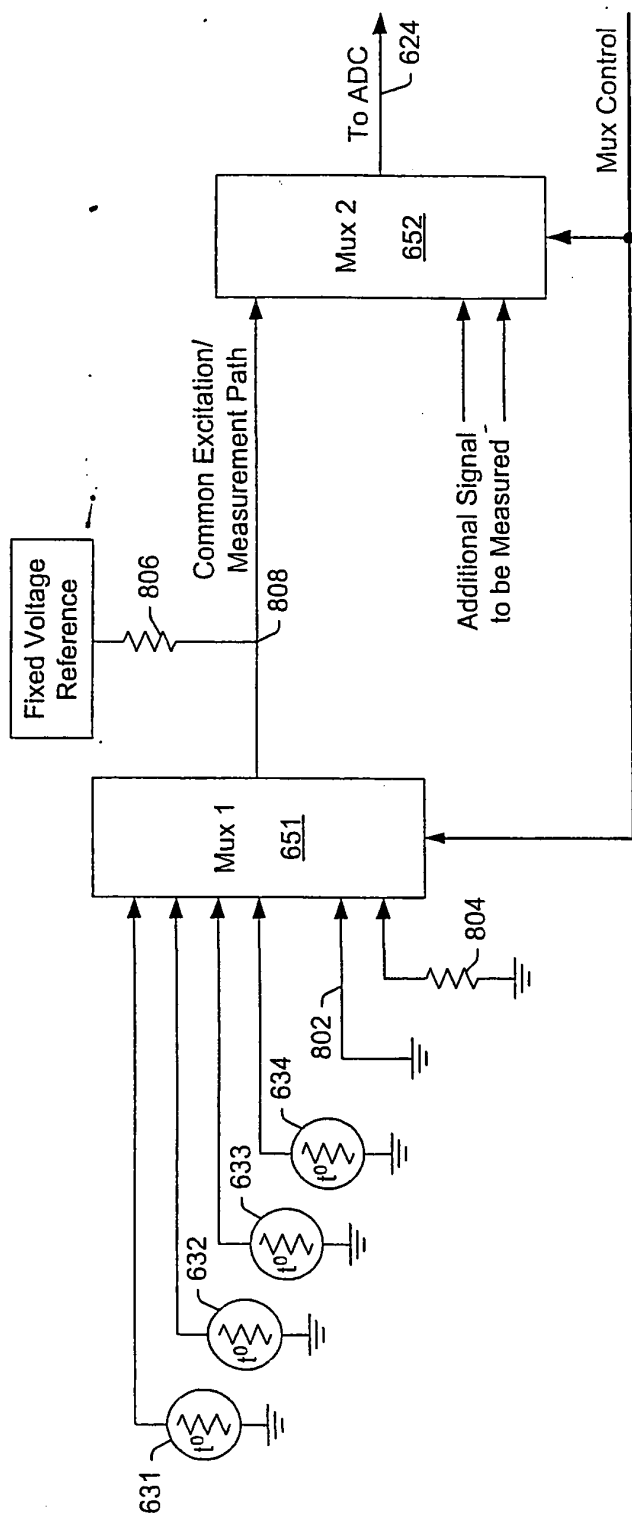 631
t⁰
632
t⁰
633
t⁰
634
t⁰
802
804
Mux 1
651
Fixed Voltage
Reference
806
808
Common Excitation/
Measurement Path
Additional Signal
to be Measured
Mux 2
652
To ADC
624
Mux Control